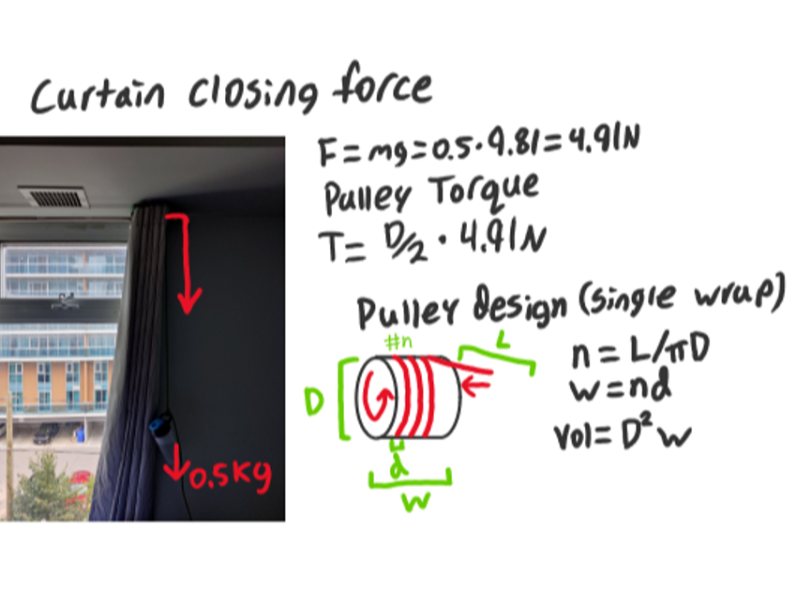 Curtain closing force
F=mg=0.5·9.81=4.91N
Pulley Torque
T= D/2 · 4.91N
Pulley design (single wrap)
#n
L
n=L/πD
D
w=nd
vol=D²w
d
w
0.5Kg